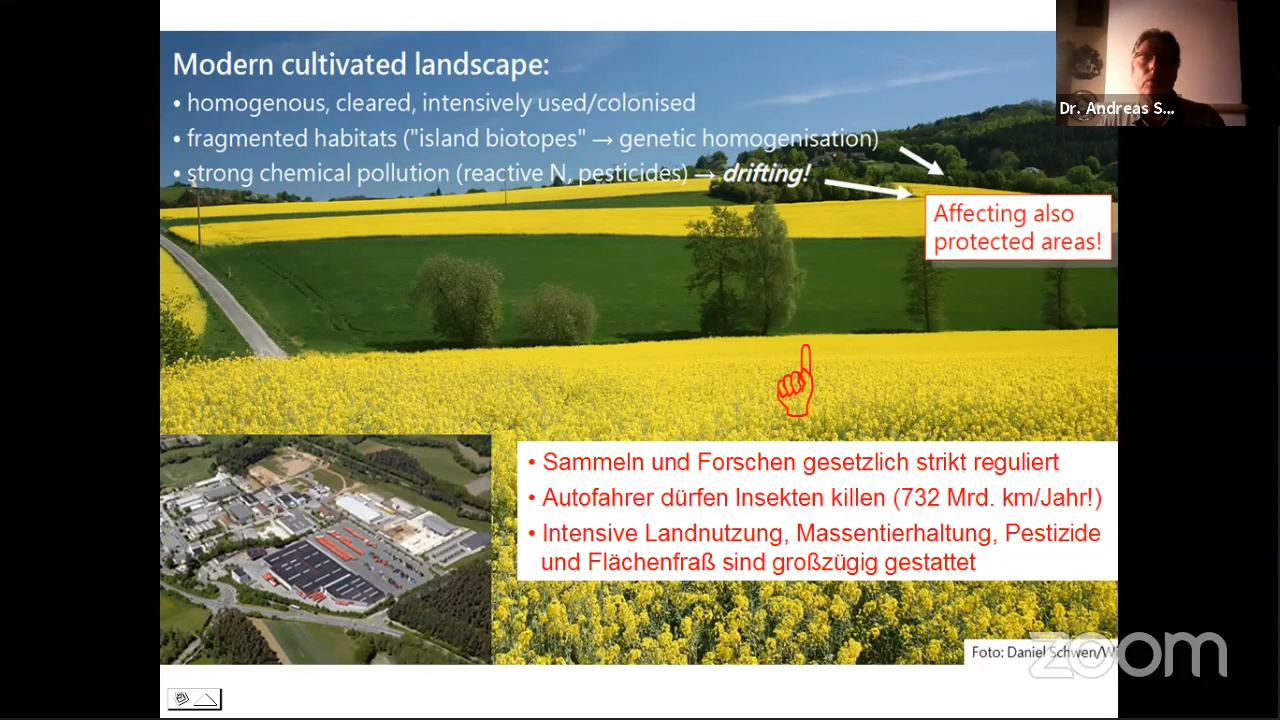 Modern cultivated landscape:
• homogenous, cleared, intensively used/colonised
• fragmented habitats ("island biotopes" → genetic homogenisation)
• strong chemical pollution (reactive N, pesticides) → drifting!
Affecting also
protected areas!
• Sammeln und Forschen gesetzlich strikt reguliert
• Autofahrer dürfen Insekten killen (732 Mrd. km/Jahr!)
• Intensive Landnutzung, Massentierhaltung, Pestizide
und Flächenfraß sind großzügig gestattet
Foto: Daniel Schwen/Wi
Dr. Andreas S...
zoom